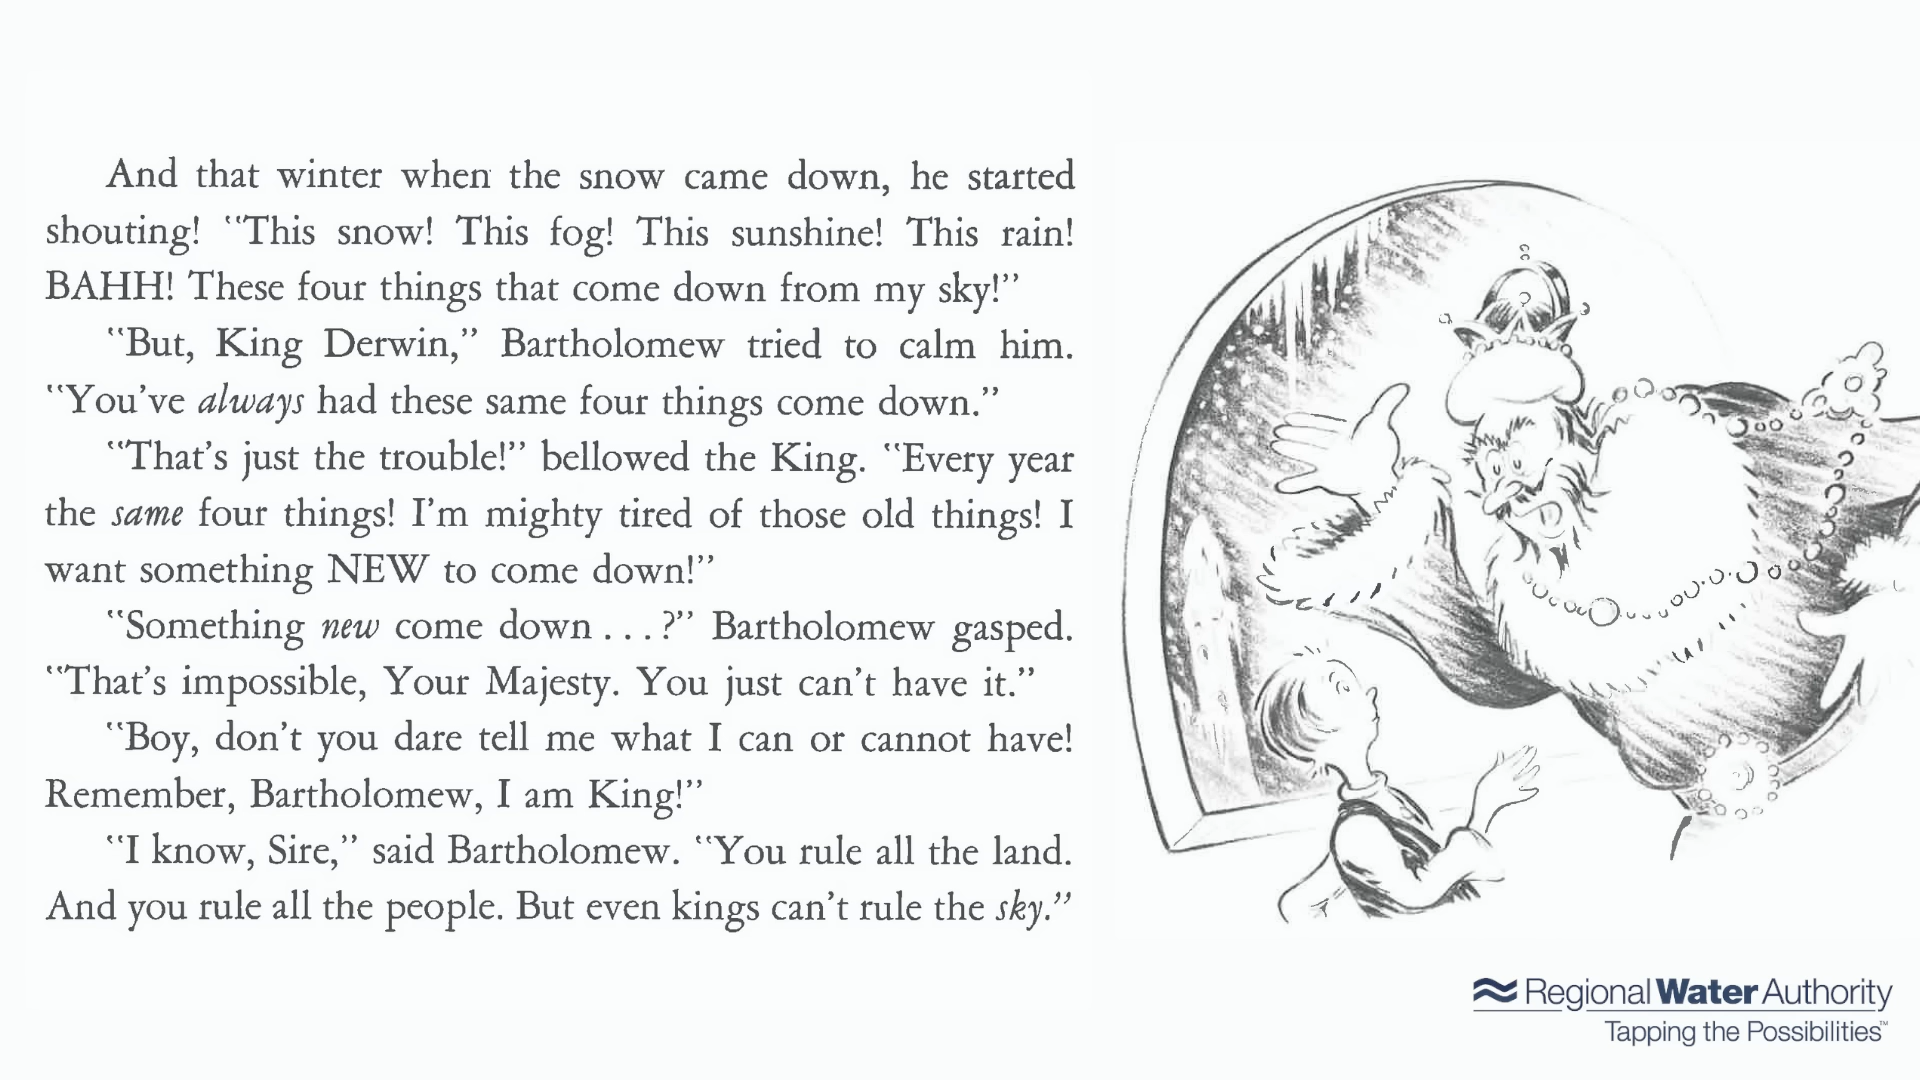 And that winter when the snow came down, he started
shouting! "This snow! This fog! This sunshine! This rain!
BAHH! These four things that come down from my sky!"
"But, King Derwin," Bartholomew tried to calm him.
"You've always had these same four things come down."
"That's just the trouble!" bellowed the King. "Every year
the same four things! I'm mighty tired of those old things! I
want something NEW to come down!"
"Something new come down . . . ?" Bartholomew gasped.
"That's impossible, Your Majesty. You just can't have it."
"Boy, don't you dare tell me what I can or cannot have!
Remember, Bartholomew, I am King!"
"I know, Sire," said Bartholomew. "You rule all the land.
And you rule all the people. But even kings can't rule the sky."
Regional Water Authority
Tapping the Possibilities™